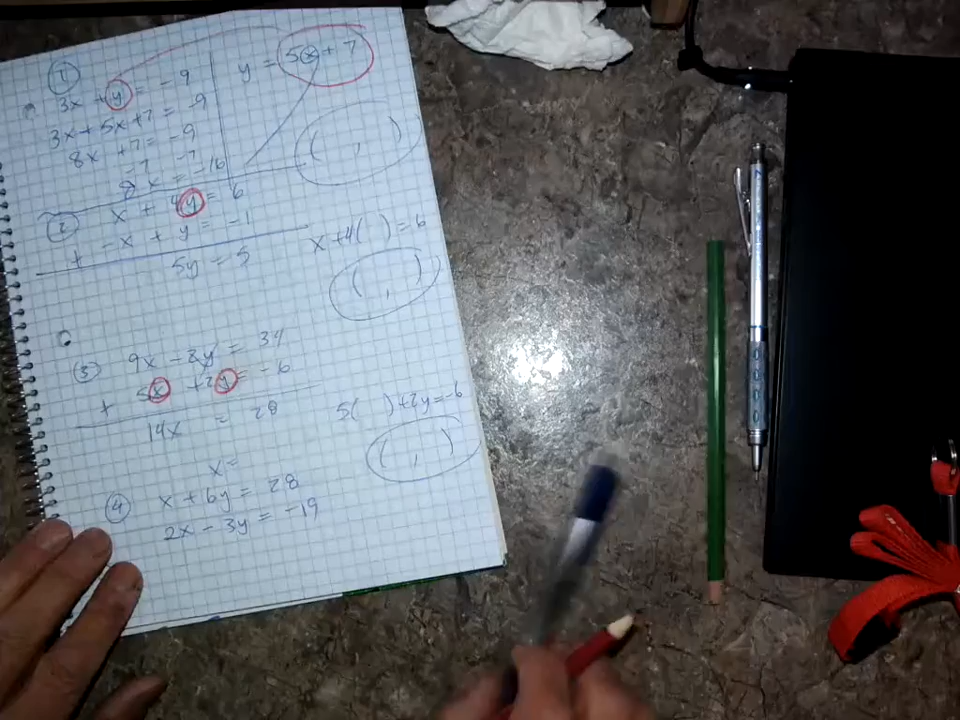 ① 3x + y = -9
y = 5x + 7
3x + 5x + 7 = -9
8x + 7 = -9
-7 -7
8x = -16
( , )
② x + 4y = 6
+ -x + y = -1
5y = 5
x + 4( ) = 6
( , )
③ 9x - 2y = 34
+ 5x + 2y = -6
14x = 28
5( ) + 2y = -6
( , )
x =
④ x + 6y = 28
2x - 3y = -19